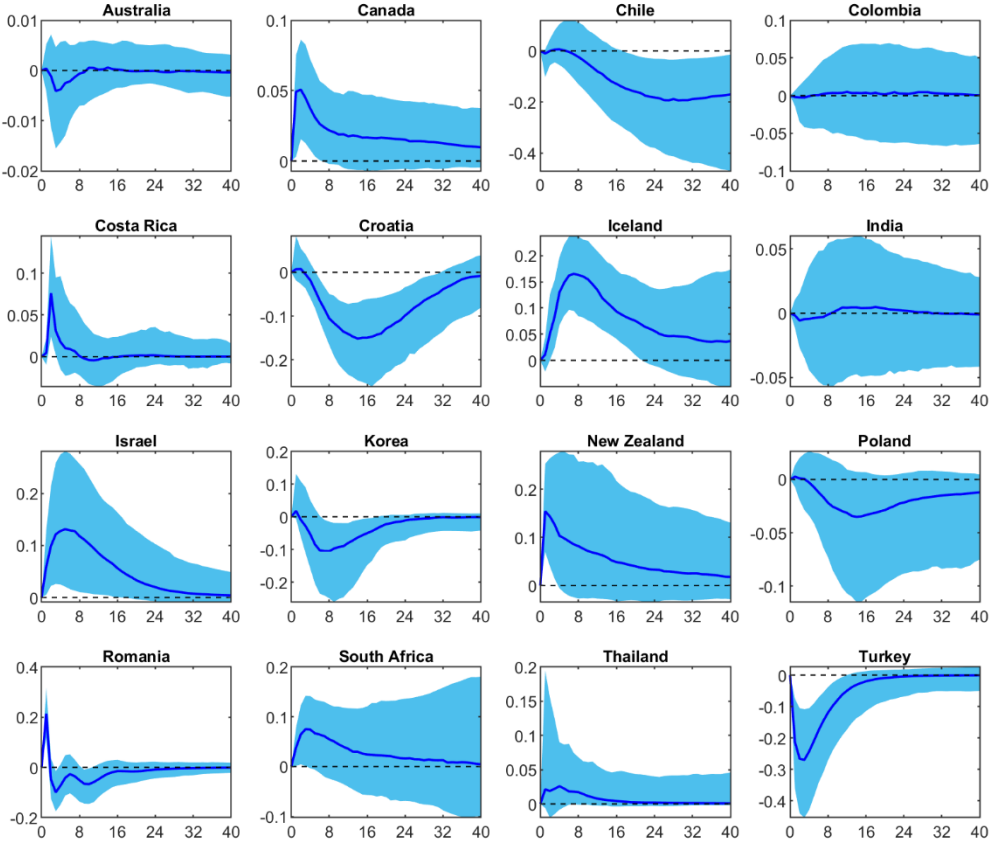 Australia
0.01
0
-0.01
-0.02
0 8 16 24 32 40
Canada
0.1
0.05
0
0 8 16 24 32 40
Chile
0
-0.2
-0.4
0 8 16 24 32 40
Colombia
0.1
0.05
0
-0.05
-0.1
0 8 16 24 32 40
Costa Rica
0.1
0.05
0
0 8 16 24 32 40
Croatia
0
-0.1
-0.2
0 8 16 24 32 40
Iceland
0.2
0.15
0.1
0.05
0
0 8 16 24 32 40
India
0.05
0
-0.05
0 8 16 24 32 40
Israel
0.2
0.1
0
0 8 16 24 32 40
Korea
0.2
0.1
0
-0.1
-0.2
0 8 16 24 32 40
New Zealand
0.2
0.1
0
0 8 16 24 32 40
Poland
0
-0.05
-0.1
0 8 16 24 32 40
Romania
0.4
0.2
0
-0.2
0 8 16 24 32 40
South Africa
0.2
0.1
0
-0.1
0 8 16 24 32 40
Thailand
0.2
0.15
0.1
0.05
0
0 8 16 24 32 40
Turkey
0
-0.1
-0.2
-0.3
-0.4
0 8 16 24 32 40